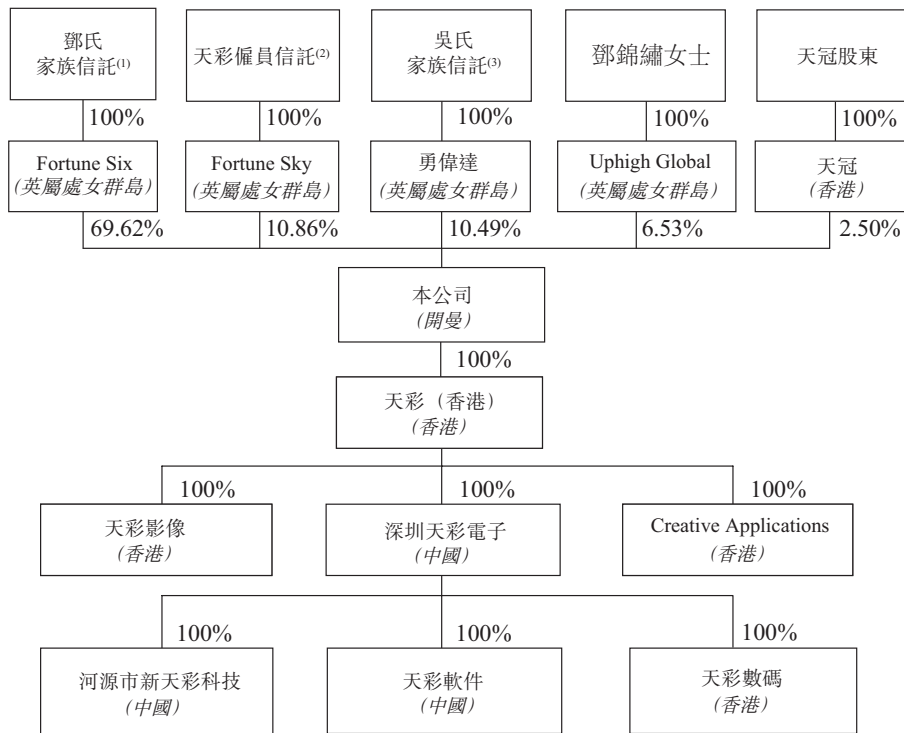 鄧氏
家族信託(1)
天彩僱員信託(2)
吳氏
家族信託(3)
鄧錦繡女士
天冠股東
100%
100%
100%
100%
100%
Fortune Six
(英屬處女群島)
Fortune Sky
(英屬處女群島)
勇偉達
(英屬處女群島)
Uphigh Global
(英屬處女群島)
天冠
(香港)
69.62%
10.86%
10.49%
6.53%
2.50%
本公司
(開曼)
100%
天彩（香港）
(香港)
100%
100%
100%
天彩影像
(香港)
深圳天彩電子
(中國)
Creative Applications
(香港)
100%
100%
100%
河源市新天彩科技
(中國)
天彩軟件
(中國)
天彩數碼
(香港)